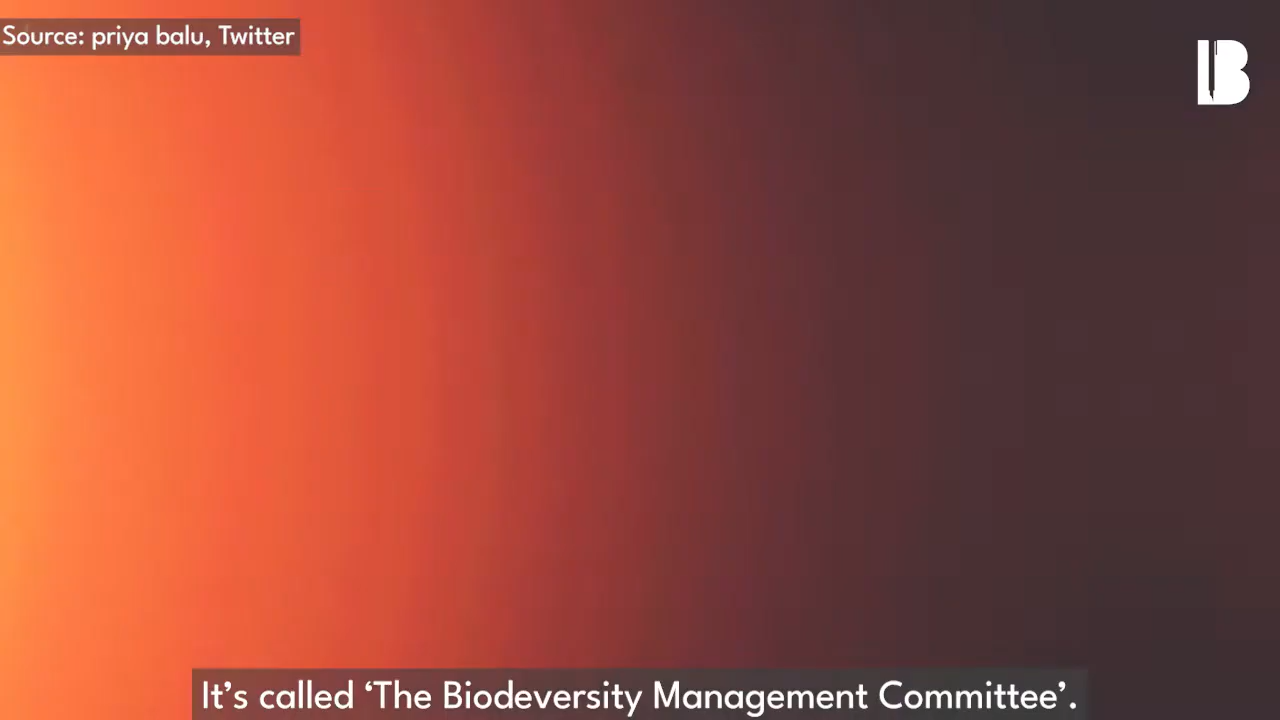 Source: priya balu, Twitter
B
It's called ‘The Biodeversity Management Committee’.